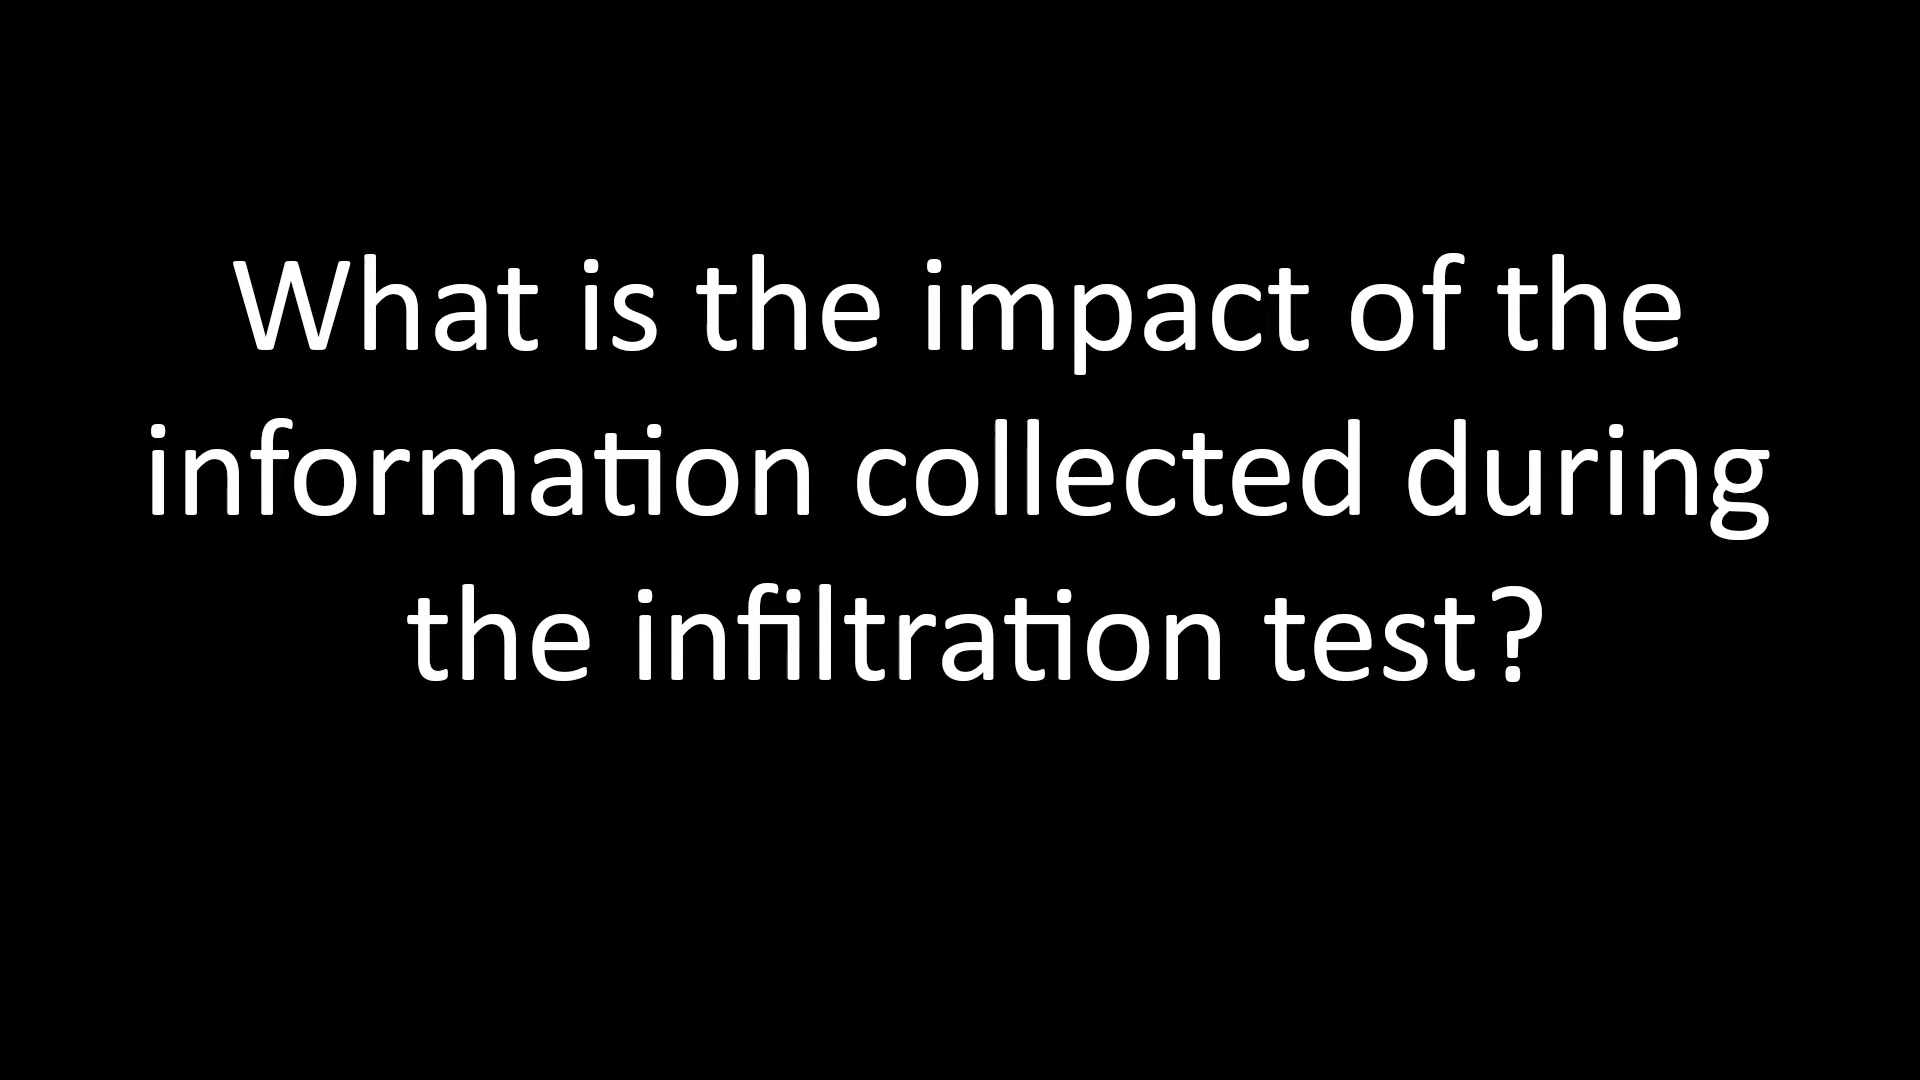 What is the impact of the
information collected during
the infiltration test?